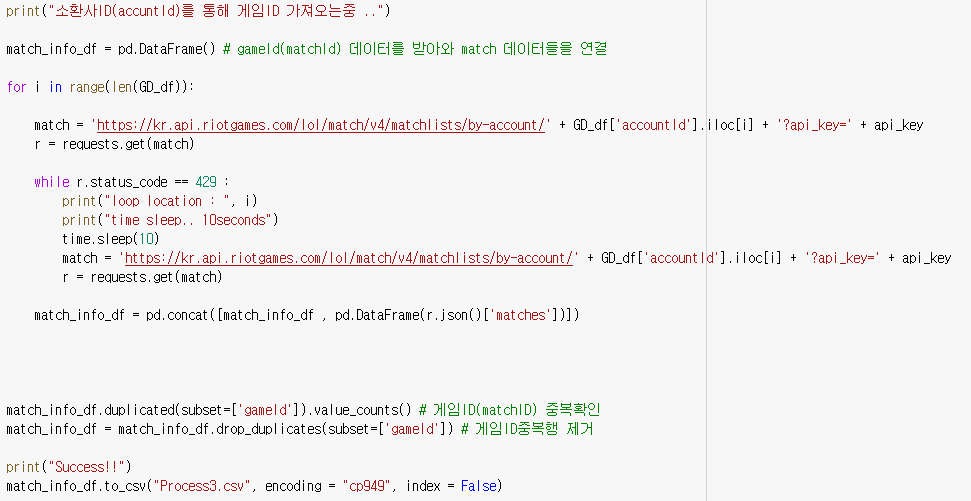 print("소환사ID(accuntId)를 통해 게임ID 가져오는중 ..")
match_info_df = pd.DataFrame() # gameId(matchId) 데이터를 받아와 match 데이터들을 연결
for i in range(len(GD_df)):
match = 'https://kr.api.riotgames.com/lol/match/v4/matchlists/by-account/' + GD_df['accountId'].iloc[i] + '?api_key=' + api_key
r = requests.get(match)
while r.status_code == 429 :
print("loop location : ", i)
print("time sleep.. 10seconds")
time.sleep(10)
match = 'https://kr.api.riotgames.com/lol/match/v4/matchlists/by-account/' + GD_df['accountId'].iloc[i] + '?api_key=' + api_key
r = requests.get(match)
match_info_df = pd.concat([match_info_df , pd.DataFrame(r.json()['matches'])])
match_info_df.duplicated(subset=['gameId']).value_counts() # 게임ID(matchID) 중복확인
match_info_df = match_info_df.drop_duplicates(subset=['gameId']) # 게임ID중복행 제거
print("Success!!")
match_info_df.to_csv("Process3.csv", encoding = "cp949", index = False)